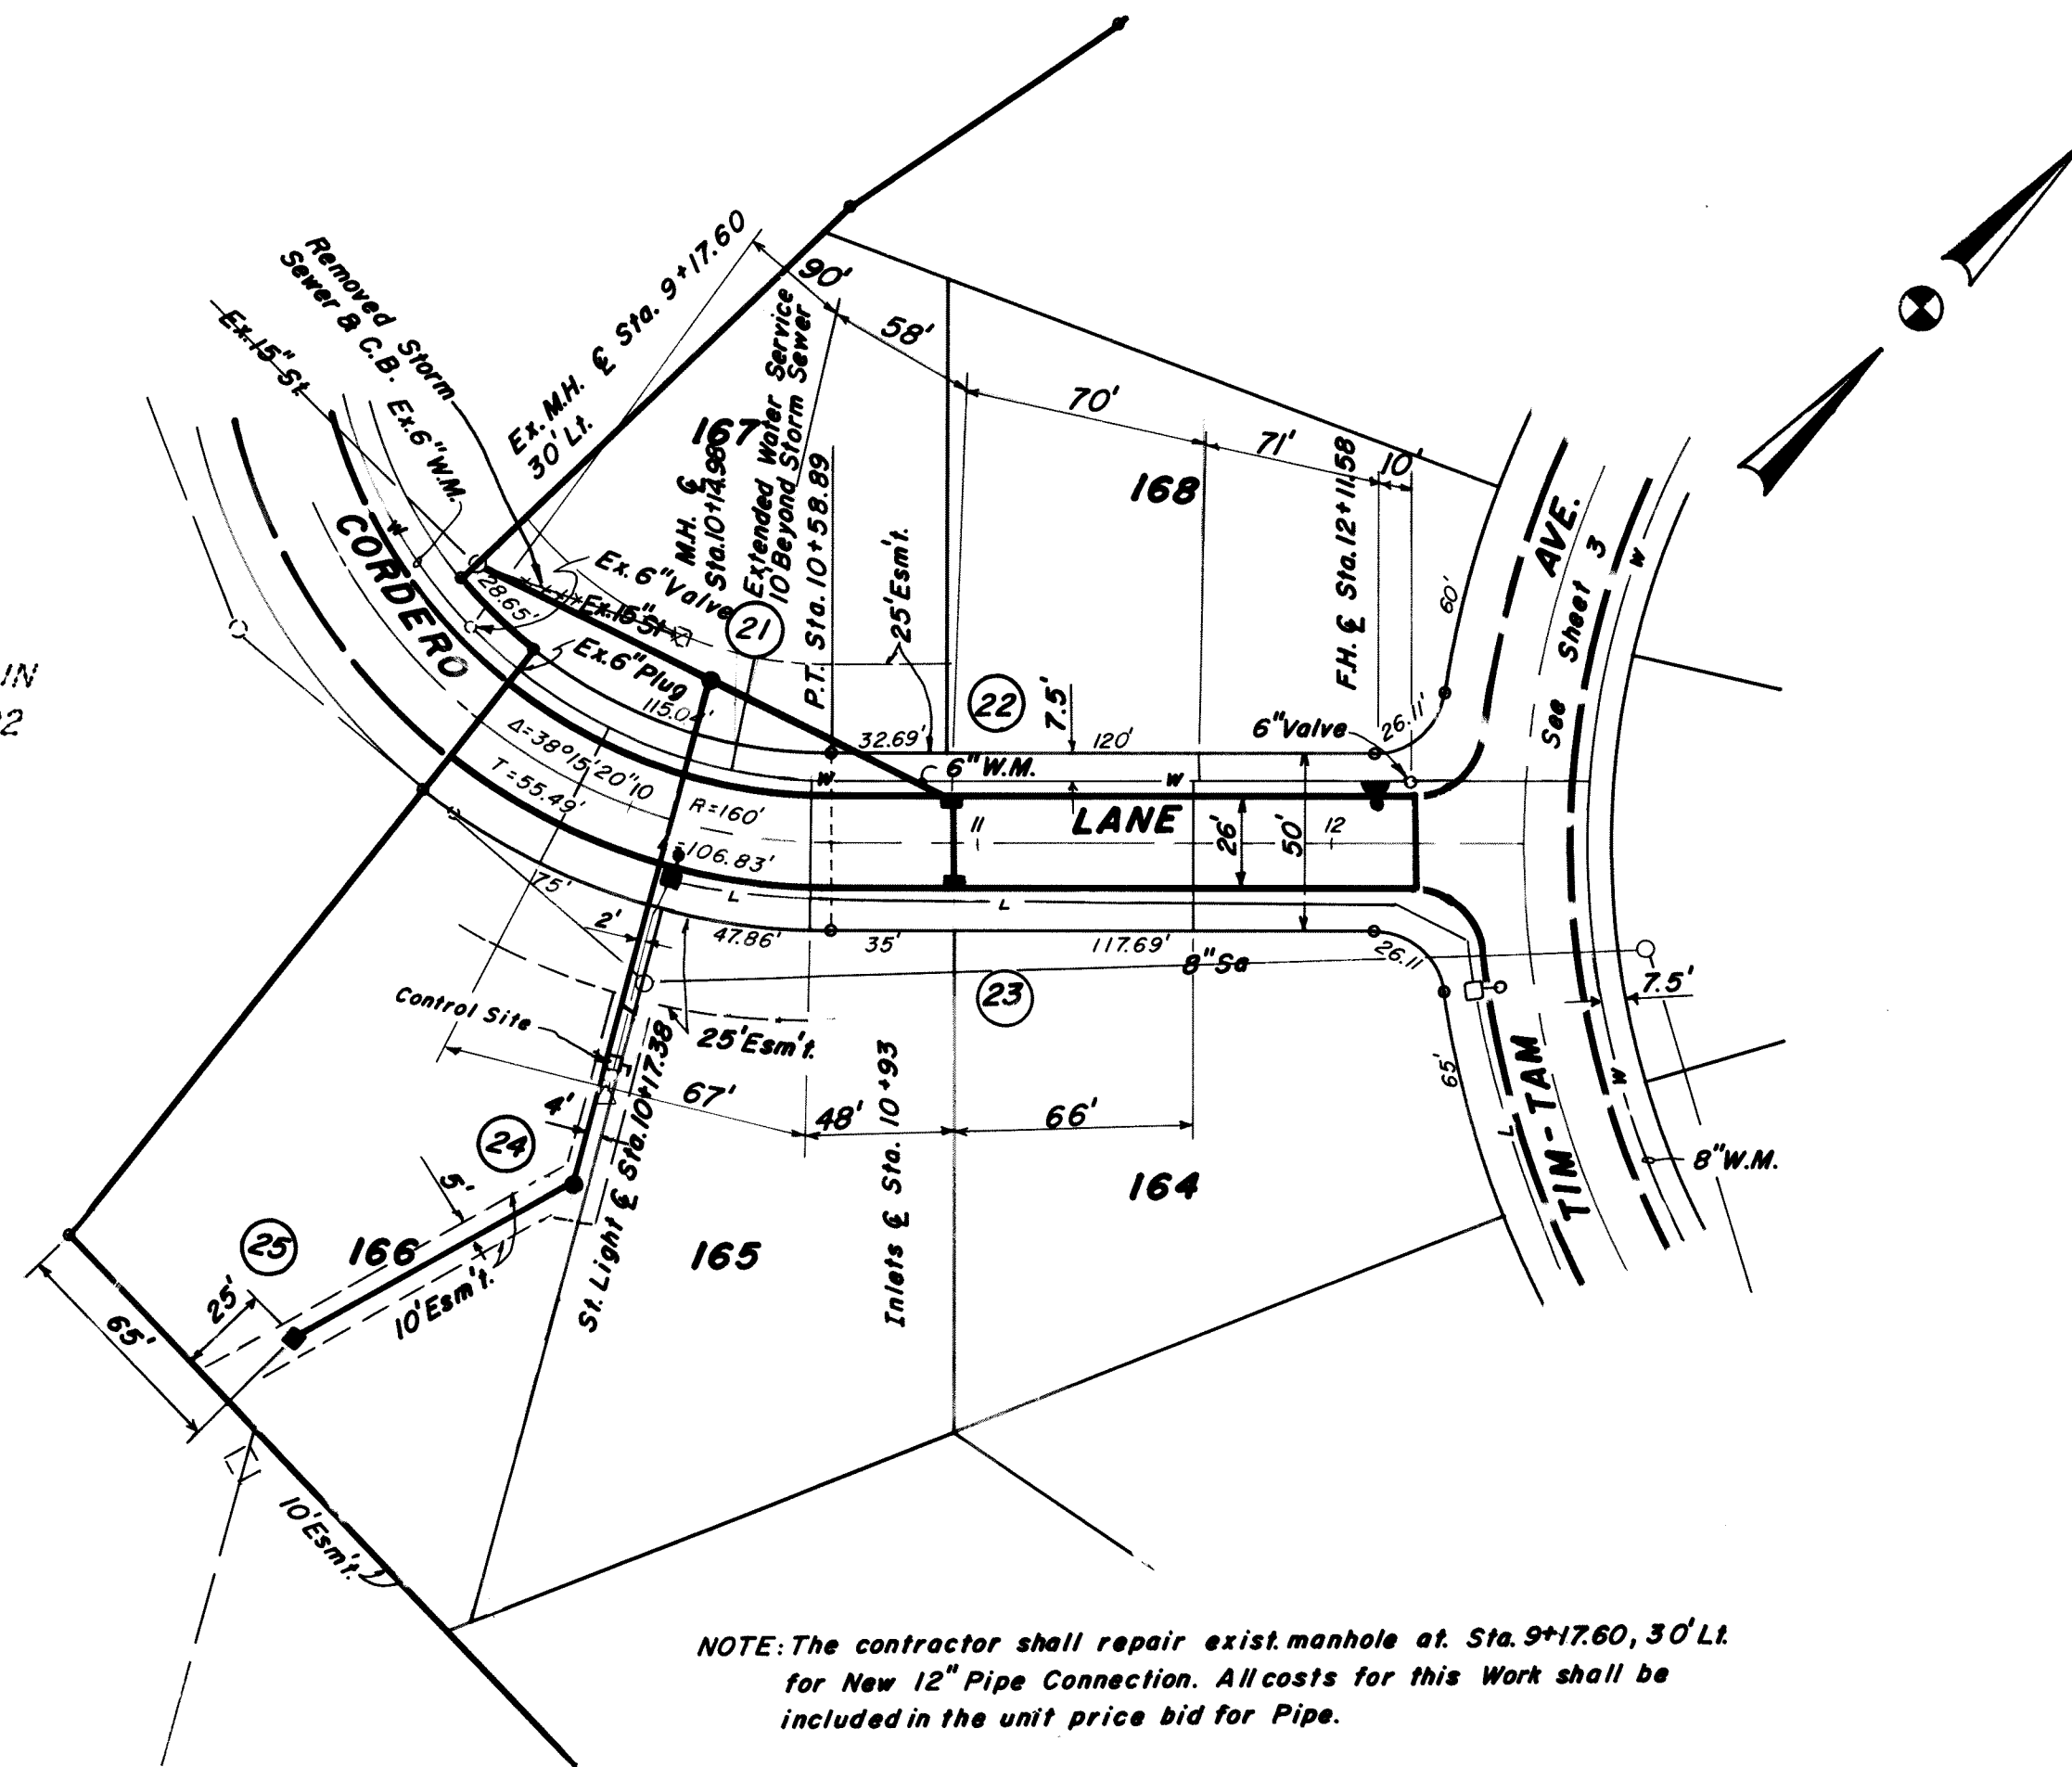 Removed Storm
Sewer & C.B.
Ex. 15" St.
Ex. 6" W.M.
Ex. M.H. ℄ Sta. 9+17.60
30' Lt.
90'
58'
70'
71'
10'
167
168
M.H. ℄
Sta. 10+14.98
Extended Water Service
10' Beyond Storm Sewer
P.T. Sta. 10+58.89
25' Esm't.
F.H. ℄ Sta. 12+11.58
AVE.
See Sheet 3
W
W
CORDERO
28.65'
Ex. 6" Valve
Ex. 15" St
21
Ex. 6" Plug
115.04'
60'
IN
2
22
7.5'
6" Valve
26.11'
32.69'
120'
6" W.M.
W
W
Δ=38°15'20"
10
T=55.49'
R=160'
=106.83'
11
LANE
26'
50'
12
75'
L
L
2'
47.86'
35'
117.69'
26.11
8" Sa
23
7.5'
Control Site
25' Esm't.
67'
48'
66'
4'
24
5'
St. Light ℄ Sta. 10+17.38
Inlets ℄ Sta. 10+93
65'
L
TIM-TAM
W
8" W.M.
25
166
165
164
25'
65'
10' Esm't.
10' Esm't.
NOTE: The contractor shall repair exist. manhole at. Sta. 9+17.60, 30' Lt.
for New 12" Pipe Connection. All costs for this Work shall be
included in the unit price bid for Pipe.